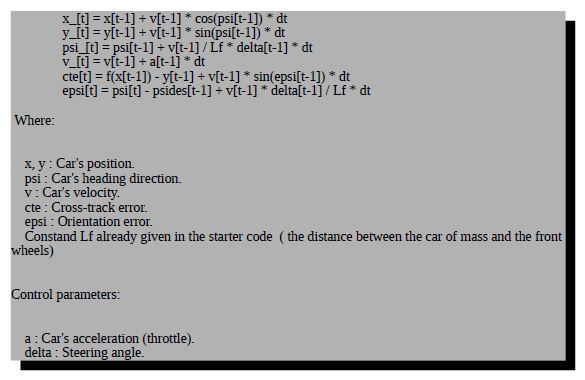 x_[t] = x[t-1] + v[t-1] * cos(psi[t-1]) * dt
y_[t] = y[t-1] + v[t-1] * sin(psi[t-1]) * dt
psi_[t] = psi[t-1] + v[t-1] / Lf * delta[t-1] * dt
v_[t] = v[t-1] + a[t-1] * dt
cte[t] = f(x[t-1]) - y[t-1] + v[t-1] * sin(epsi[t-1]) * dt
epsi[t] = psi[t] - psides[t-1] + v[t-1] * delta[t-1] / Lf * dt
Where:
x, y : Car's position.
psi : Car's heading direction.
v : Car's velocity.
cte : Cross-track error.
epsi : Orientation error.
Constand Lf already given in the starter code ( the distance between the car of mass and the front
wheels)
Control parameters:
a : Car's acceleration (throttle).
delta : Steering angle.